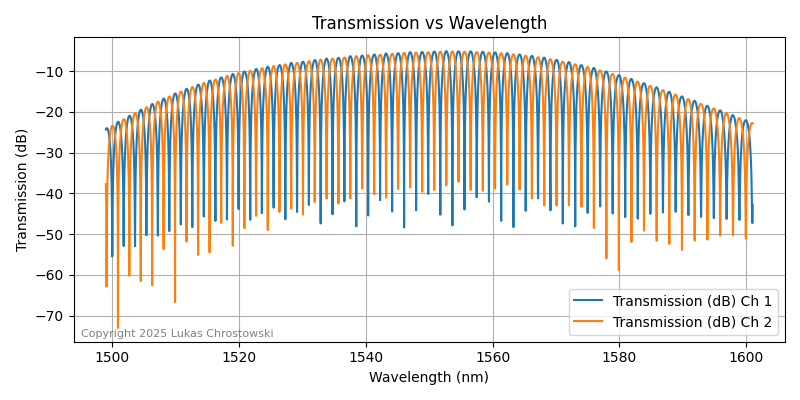 Transmission vs Wavelength
Transmission (dB)
−10
−20
−30
−40
−50
−60
−70
Transmission (dB) Ch 1
Transmission (dB) Ch 2
Copyright 2025 Lukas Chrostowski
1500 1520 1540 1560 1580 1600
Wavelength (nm)